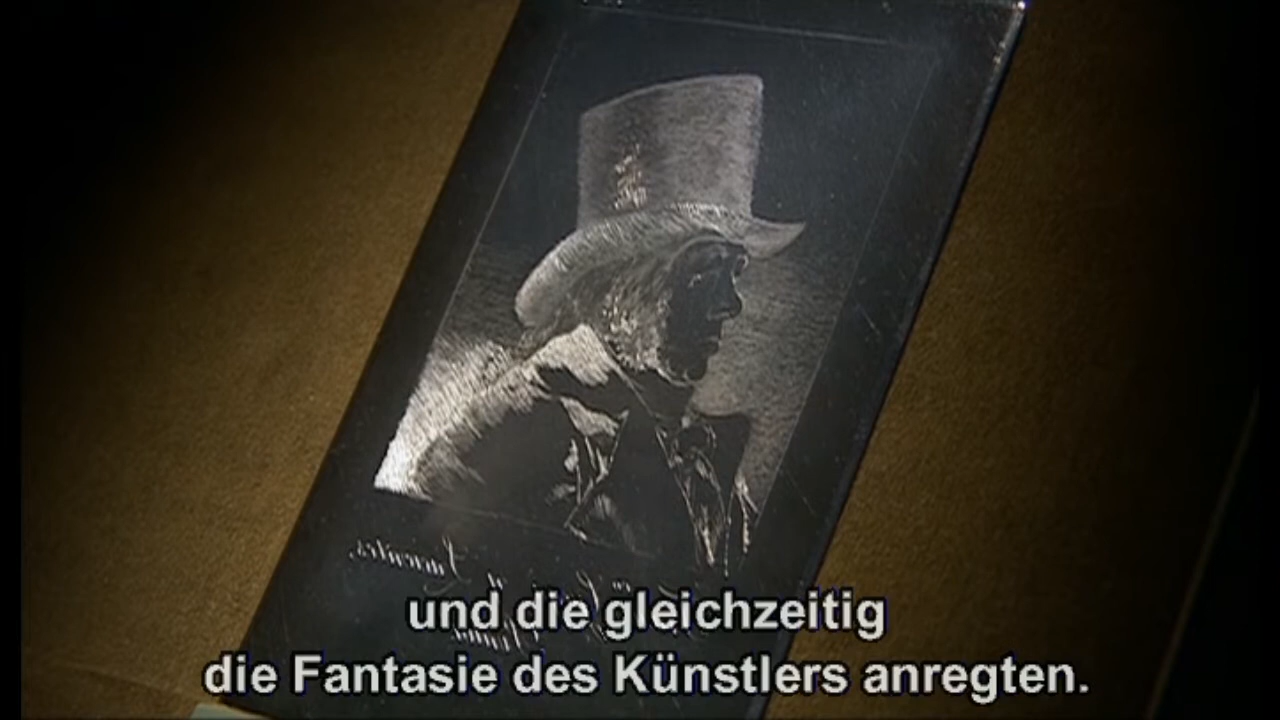 und die gleichzeitig
die Fantasie des Künstlers anregten.